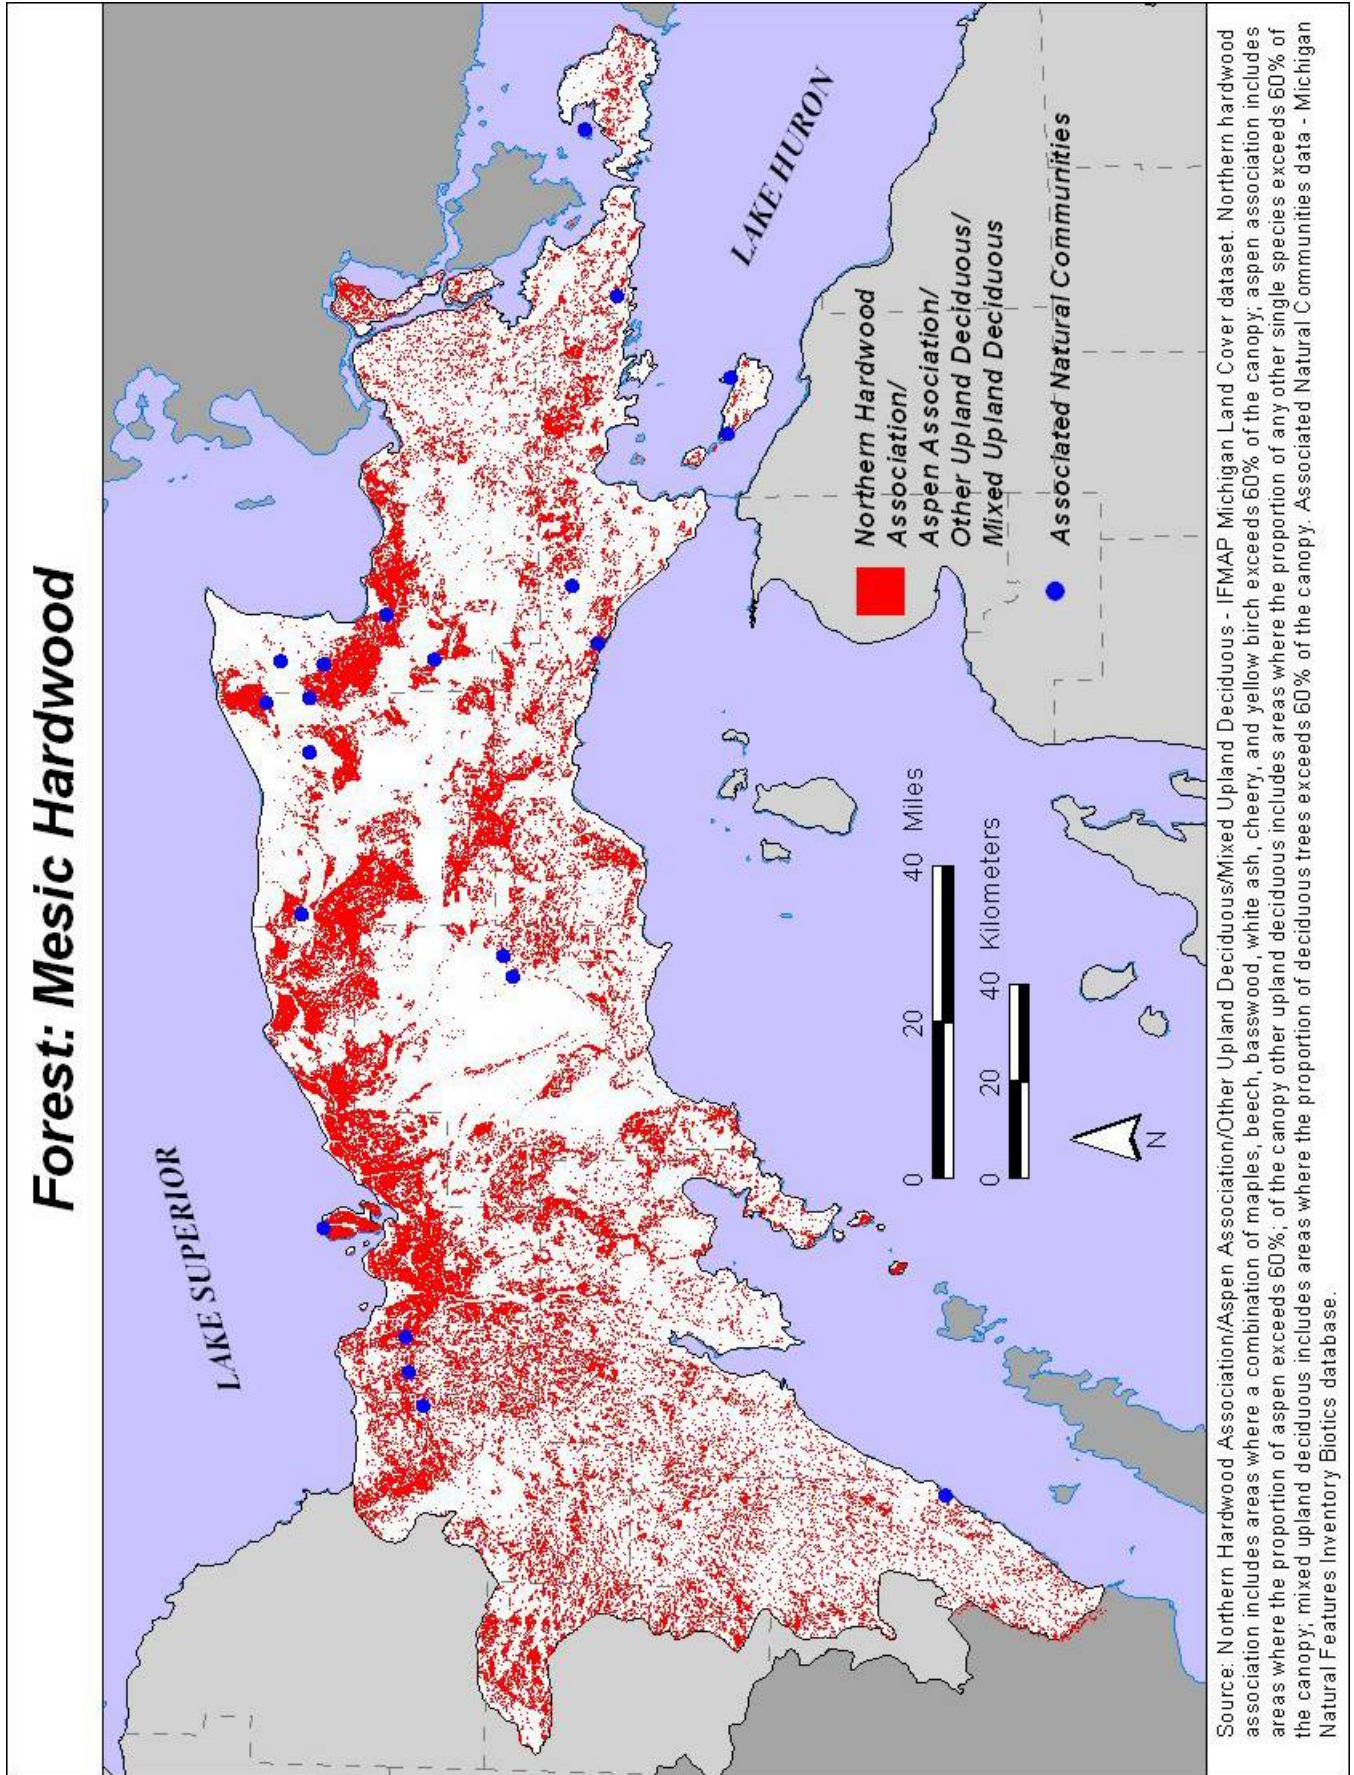 Forest: Mesic Hardwood
LAKE SUPERIOR
LAKE HURON
Northern Hardwood
Association/
Aspen Association/
Other Upland Deciduous/
Mixed Upland Deciduous
Associated Natural Communities
0 20 40 Miles
0 20 40 Kilometers
N
Source: Northern Hardwood Association/Aspen Association/Other Upland Deciduous/Mixed Upland Deciduous - IFMAP Michigan Land Cover dataset. Northern hardwood
association includes areas where a combination of maples, beech, basswood, white ash, cheery, and yellow birch exceeds 60% of the canopy; aspen association includes
areas where the proportion of aspen exceeds 60%, of the canopy other upland deciduous includes areas where the proportion of any other single species exceeds 60% of
the canopy; mixed upland deciduous includes areas where the proportion of deciduous trees exceeds 60% of the canopy. Associated Natural Communities data - Michigan
Natural Features Inventory Biotics database.